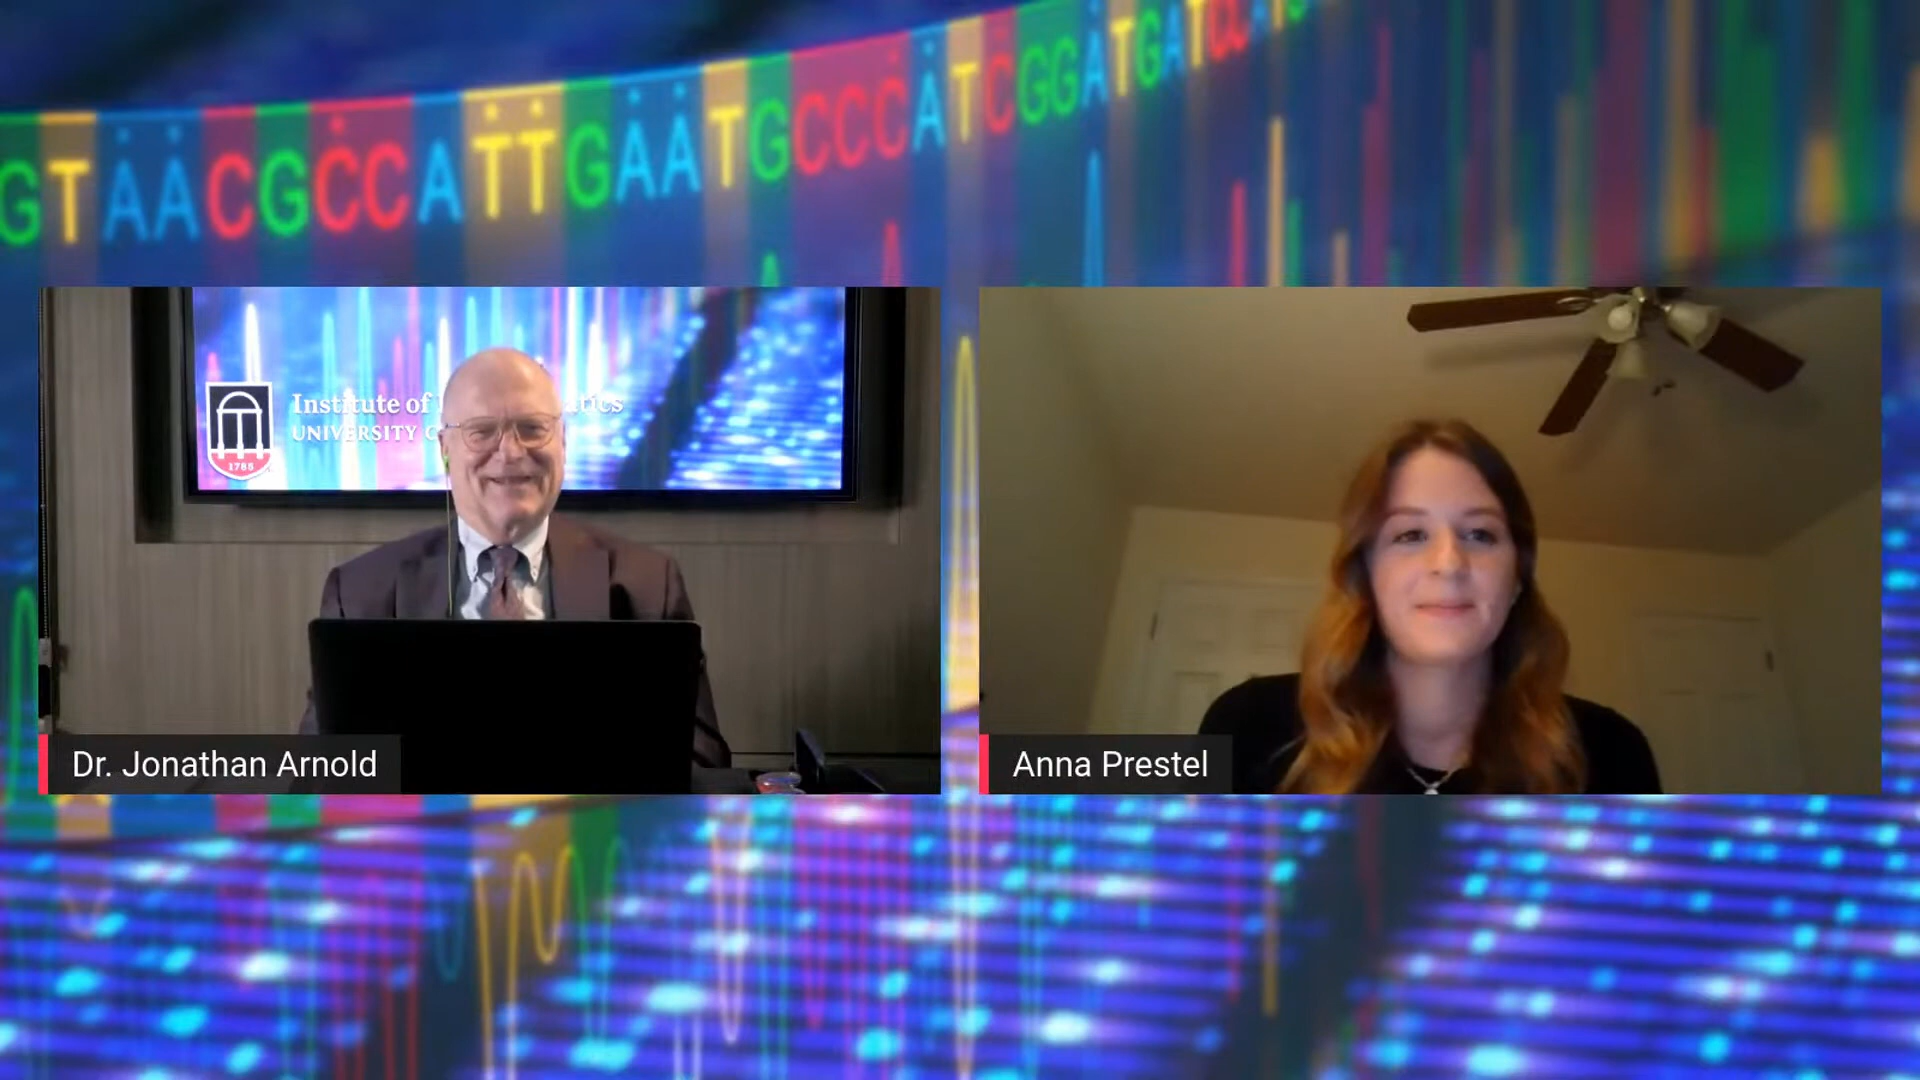 GTAACGCCATTGAATGCCCATCGGATGAT
Institute of
UNIVERSITY
1785
Dr. Jonathan Arnold
Anna Prestel